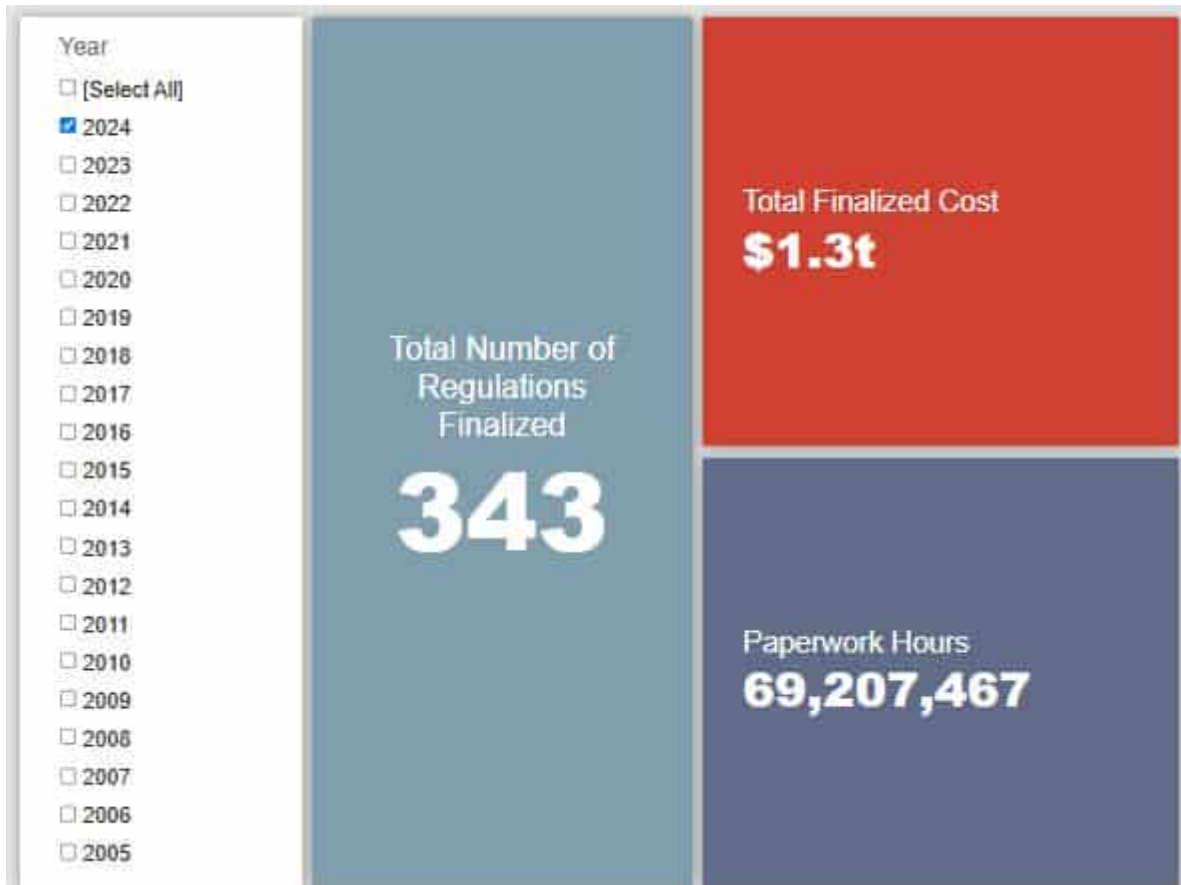 Year
[Select All]
2024
2023
2022
2021
2020
2019
2018
2017
2016
2015
2014
2013
2012
2011
2010
2009
2008
2007
2006
2005
Total Number of
Regulations
Finalized
343
Total Finalized Cost
$1.3t
Paperwork Hours
69,207,467